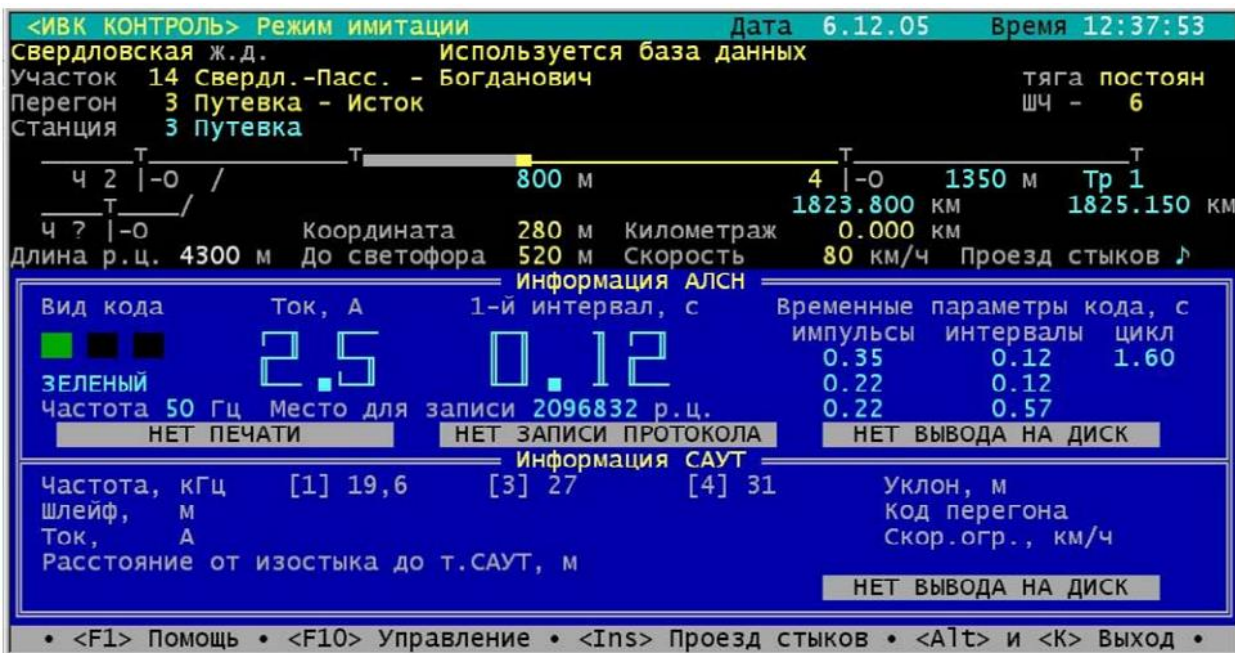 <ИВК КОНТРОЛЬ> Режим имитации Дата 6.12.05 Время 12:37:53
Свердловская ж.д. Используется база данных
Участок 14 Свердл.-Пасс. - Богданович тяга постоян
Перегон 3 Путевка - Исток ШЧ - 6
Станция 3 Путевка
Т Т Т Т
Ч 2 |-О / 800 м 4 |-О 1350 м Тр 1
Т / 1823.800 км 1825.150 км
Ч ? |-О Координата 280 м Километраж 0.000 км
Длина р.ц. 4300 м До светофора 520 м Скорость 80 км/ч Проезд стыков ♪
Информация АЛСН
Вид кода Ток, А 1-й интервал, с Временные параметры кода, с
импульсы интервалы цикл
2.5 0.12 0.35 0.12 1.60
ЗЕЛЕНЫЙ 0.22 0.12
Частота 50 Гц Место для записи 2096832 р.ц. 0.22 0.57
НЕТ ПЕЧАТИ НЕТ ЗАПИСИ ПРОТОКОЛА НЕТ ВЫВОДА НА ДИСК
Информация САУТ
Частота, кГц [1] 19,6 [3] 27 [4] 31 Уклон, м
Шлейф, м Код перегона
Ток, А Скор.огр., км/ч
Расстояние от изостыка до т.САУТ, м
НЕТ ВЫВОДА НА ДИСК
• <F1> Помощь • <F10> Управление • <Ins> Проезд стыков • <Alt> и <K> Выход •